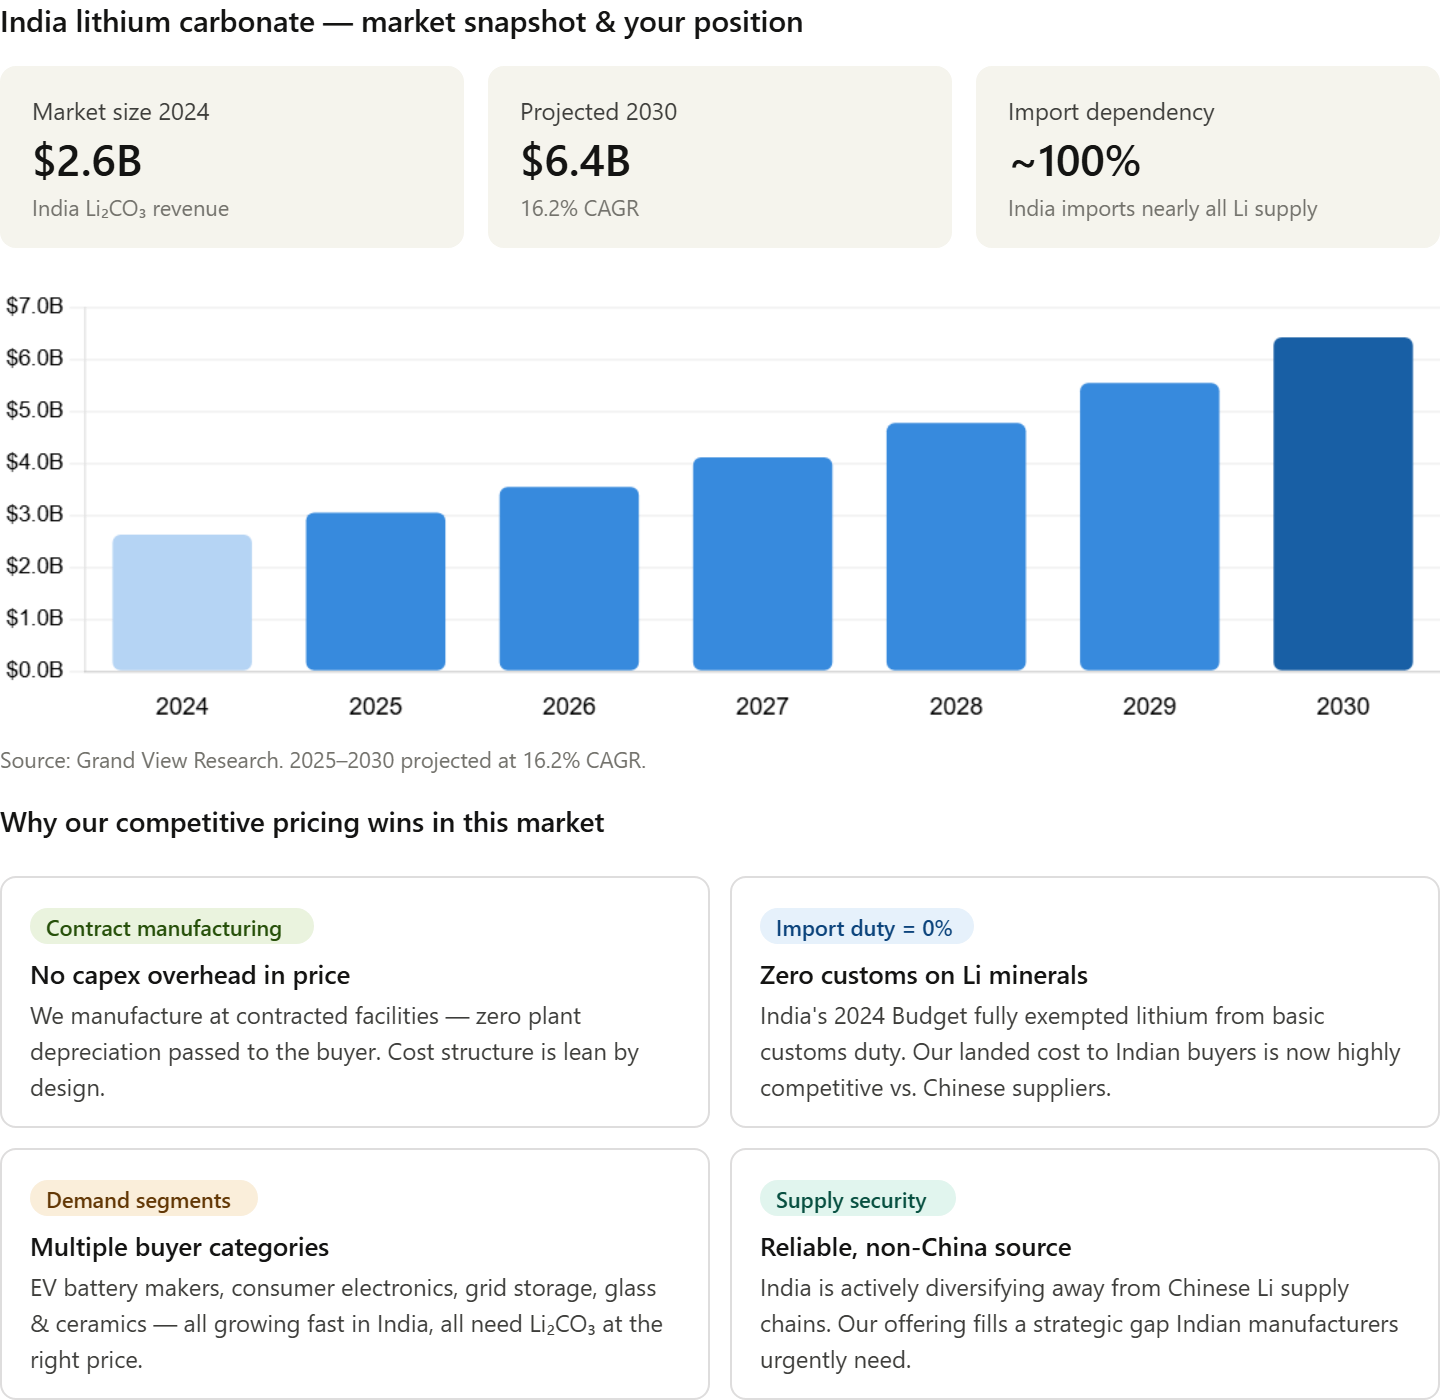 India lithium carbonate — market snapshot & your position
Market size 2024
$2.6B
India Li₂CO₃ revenue
Projected 2030
$6.4B
16.2% CAGR
Import dependency
~100%
India imports nearly all Li supply
$7.0B
$6.0B
$5.0B
$4.0B
$3.0B
$2.0B
$1.0B
$0.0B
2024 2025 2026 2027 2028 2029 2030
Source: Grand View Research. 2025–2030 projected at 16.2% CAGR.
Why our competitive pricing wins in this market
Contract manufacturing
No capex overhead in price
We manufacture at contracted facilities — zero plant
depreciation passed to the buyer. Cost structure is lean by
design.
Import duty = 0%
Zero customs on Li minerals
India's 2024 Budget fully exempted lithium from basic
customs duty. Our landed cost to Indian buyers is now highly
competitive vs. Chinese suppliers.
Demand segments
Multiple buyer categories
EV battery makers, consumer electronics, grid storage, glass
& ceramics — all growing fast in India, all need Li₂CO₃ at the
right price.
Supply security
Reliable, non-China source
India is actively diversifying away from Chinese Li supply
chains. Our offering fills a strategic gap Indian manufacturers
urgently need.